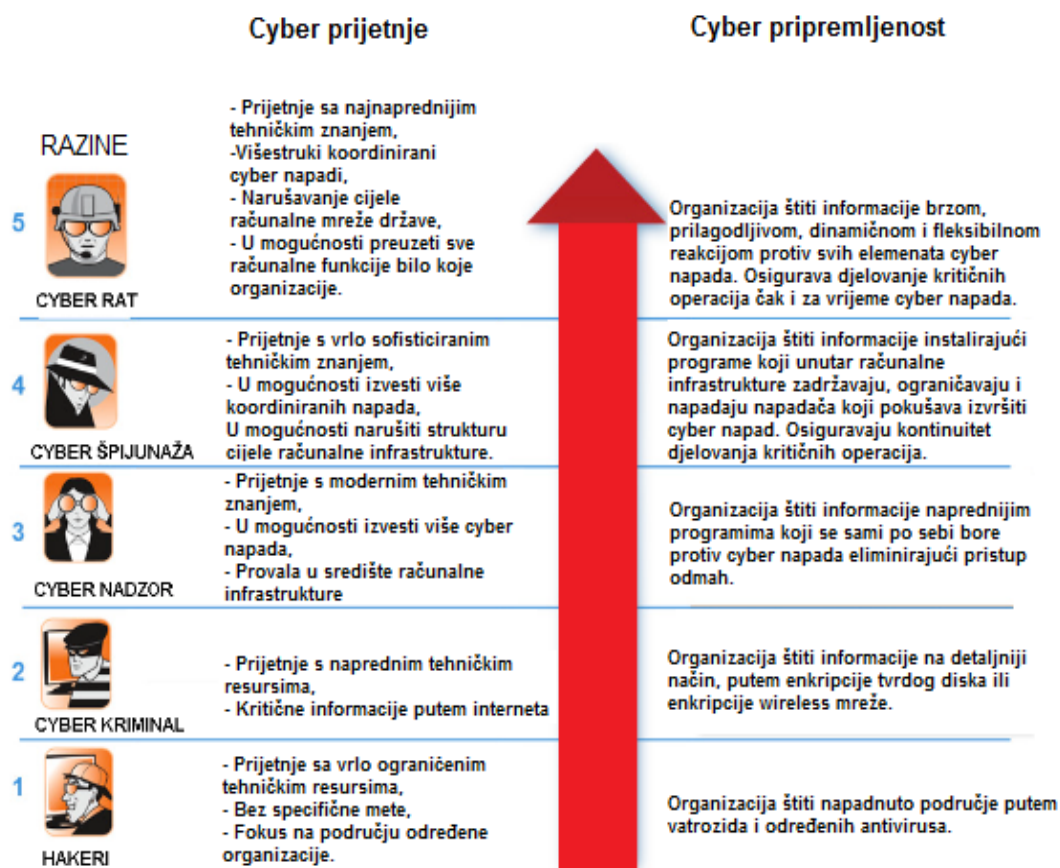 Cyber prijetnje
Cyber pripremljenost
RAZINE
5
CYBER RAT
- Prijetnje sa najnaprednijim
tehničkim znanjem,
-Višestruki koordinirani
cyber napadi,
- Narušavanje cijele
računalne mreže države,
- U mogućnosti preuzeti sve
računalne funkcije bilo koje
organizacije.
Organizacija štiti informacije brzom,
prilagodljivom, dinamičnom i fleksibilnom
reakcijom protiv svih elemenata cyber
napada. Osigurava djelovanje kritičnih
operacija čak i za vrijeme cyber napada.
4
CYBER ŠPIJUNAŽA
- Prijetnje s vrlo sofisticiranim
tehničkim znanjem,
- U mogućnosti izvesti više
koordiniranih napada,
U mogućnosti narušiti strukturu
cijele računalne infrastrukture.
Organizacija štiti informacije instalirajući
programe koji unutar računalne
infrastrukture zadržavaju, ograničavaju i
napadaju napadača koji pokušava izvršiti
cyber napad. Osiguravaju kontinuitet
djelovanja kritičnih operacija.
3
CYBER NADZOR
- Prijetnje s modernim tehničkim
znanjem,
- U mogućnosti izvesti više cyber
napada,
- Provala u središte računalne
infrastrukture
Organizacija štiti informacije naprednijim
programima koji se sami po sebi bore
protiv cyber napada eliminirajući pristup
odmah.
2
CYBER KRIMINAL
- Prijetnje s naprednim tehničkim
resursima,
- Kritične informacije putem interneta
Organizacija štiti informacije na detaljniji
način, putem enkripcije tvrdog diska ili
enkripcije wireless mreže.
1
HAKERI
- Prijetnje sa vrlo ograničenim
tehničkim resursima,
- Bez specifične mete,
- Fokus na području određene
organizacije.
Organizacija štiti napadnuto područje putem
vatrozida i određenih antivirusa.